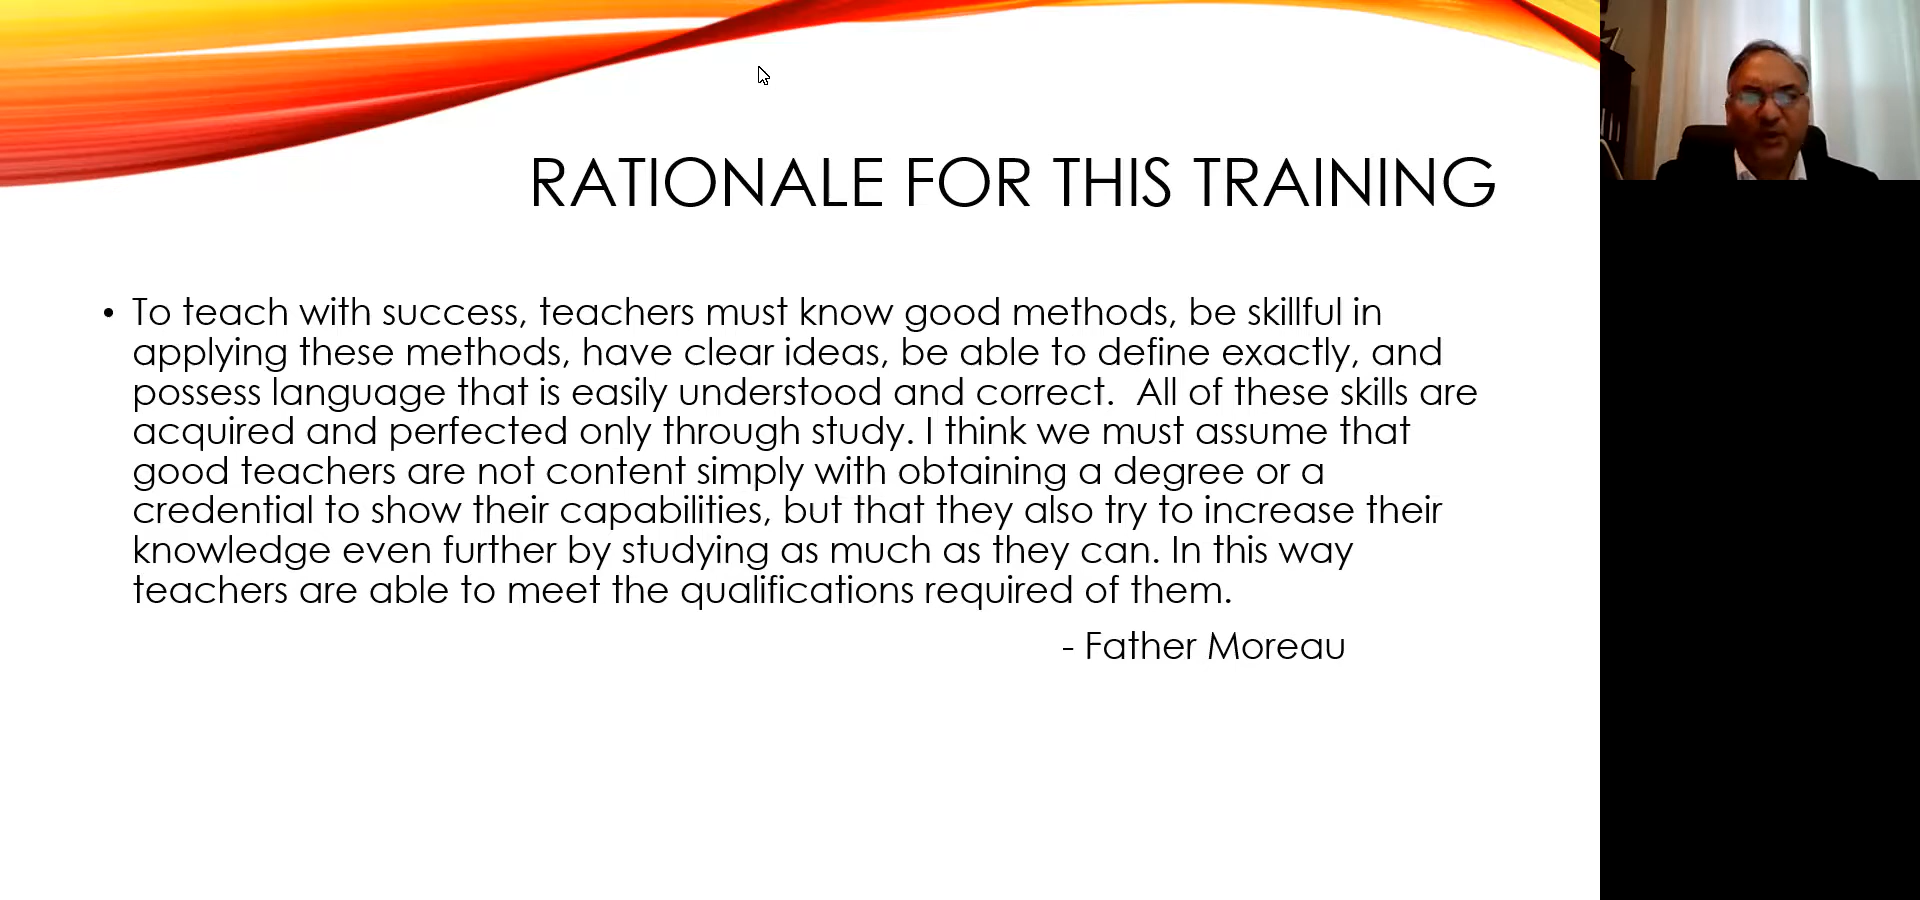 RATIONALE FOR THIS TRAINING
• To teach with success, teachers must know good methods, be skillful in
applying these methods, have clear ideas, be able to define exactly, and
possess language that is easily understood and correct.  All of these skills are
acquired and perfected only through study. I think we must assume that
good teachers are not content simply with obtaining a degree or a
credential to show their capabilities, but that they also try to increase their
knowledge even further by studying as much as they can. In this way
teachers are able to meet the qualifications required of them.
- Father Moreau